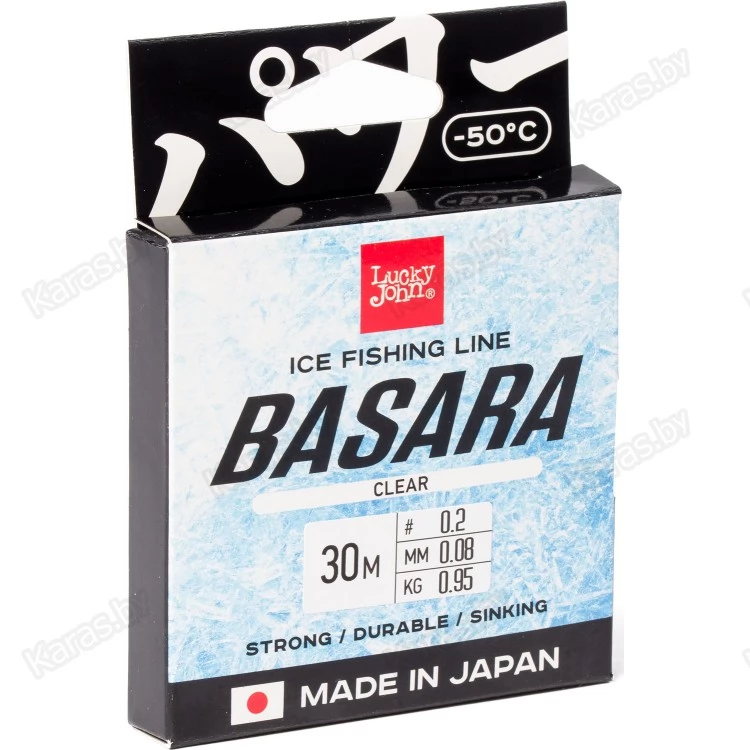 パワー
-50°C
Lucky
John®
ICE FISHING LINE
BASARA
CLEAR
30M
# 0.2
MM 0.08
KG 0.95
STRONG / DURABLE / SINKING
MADE IN JAPAN
Karas.by